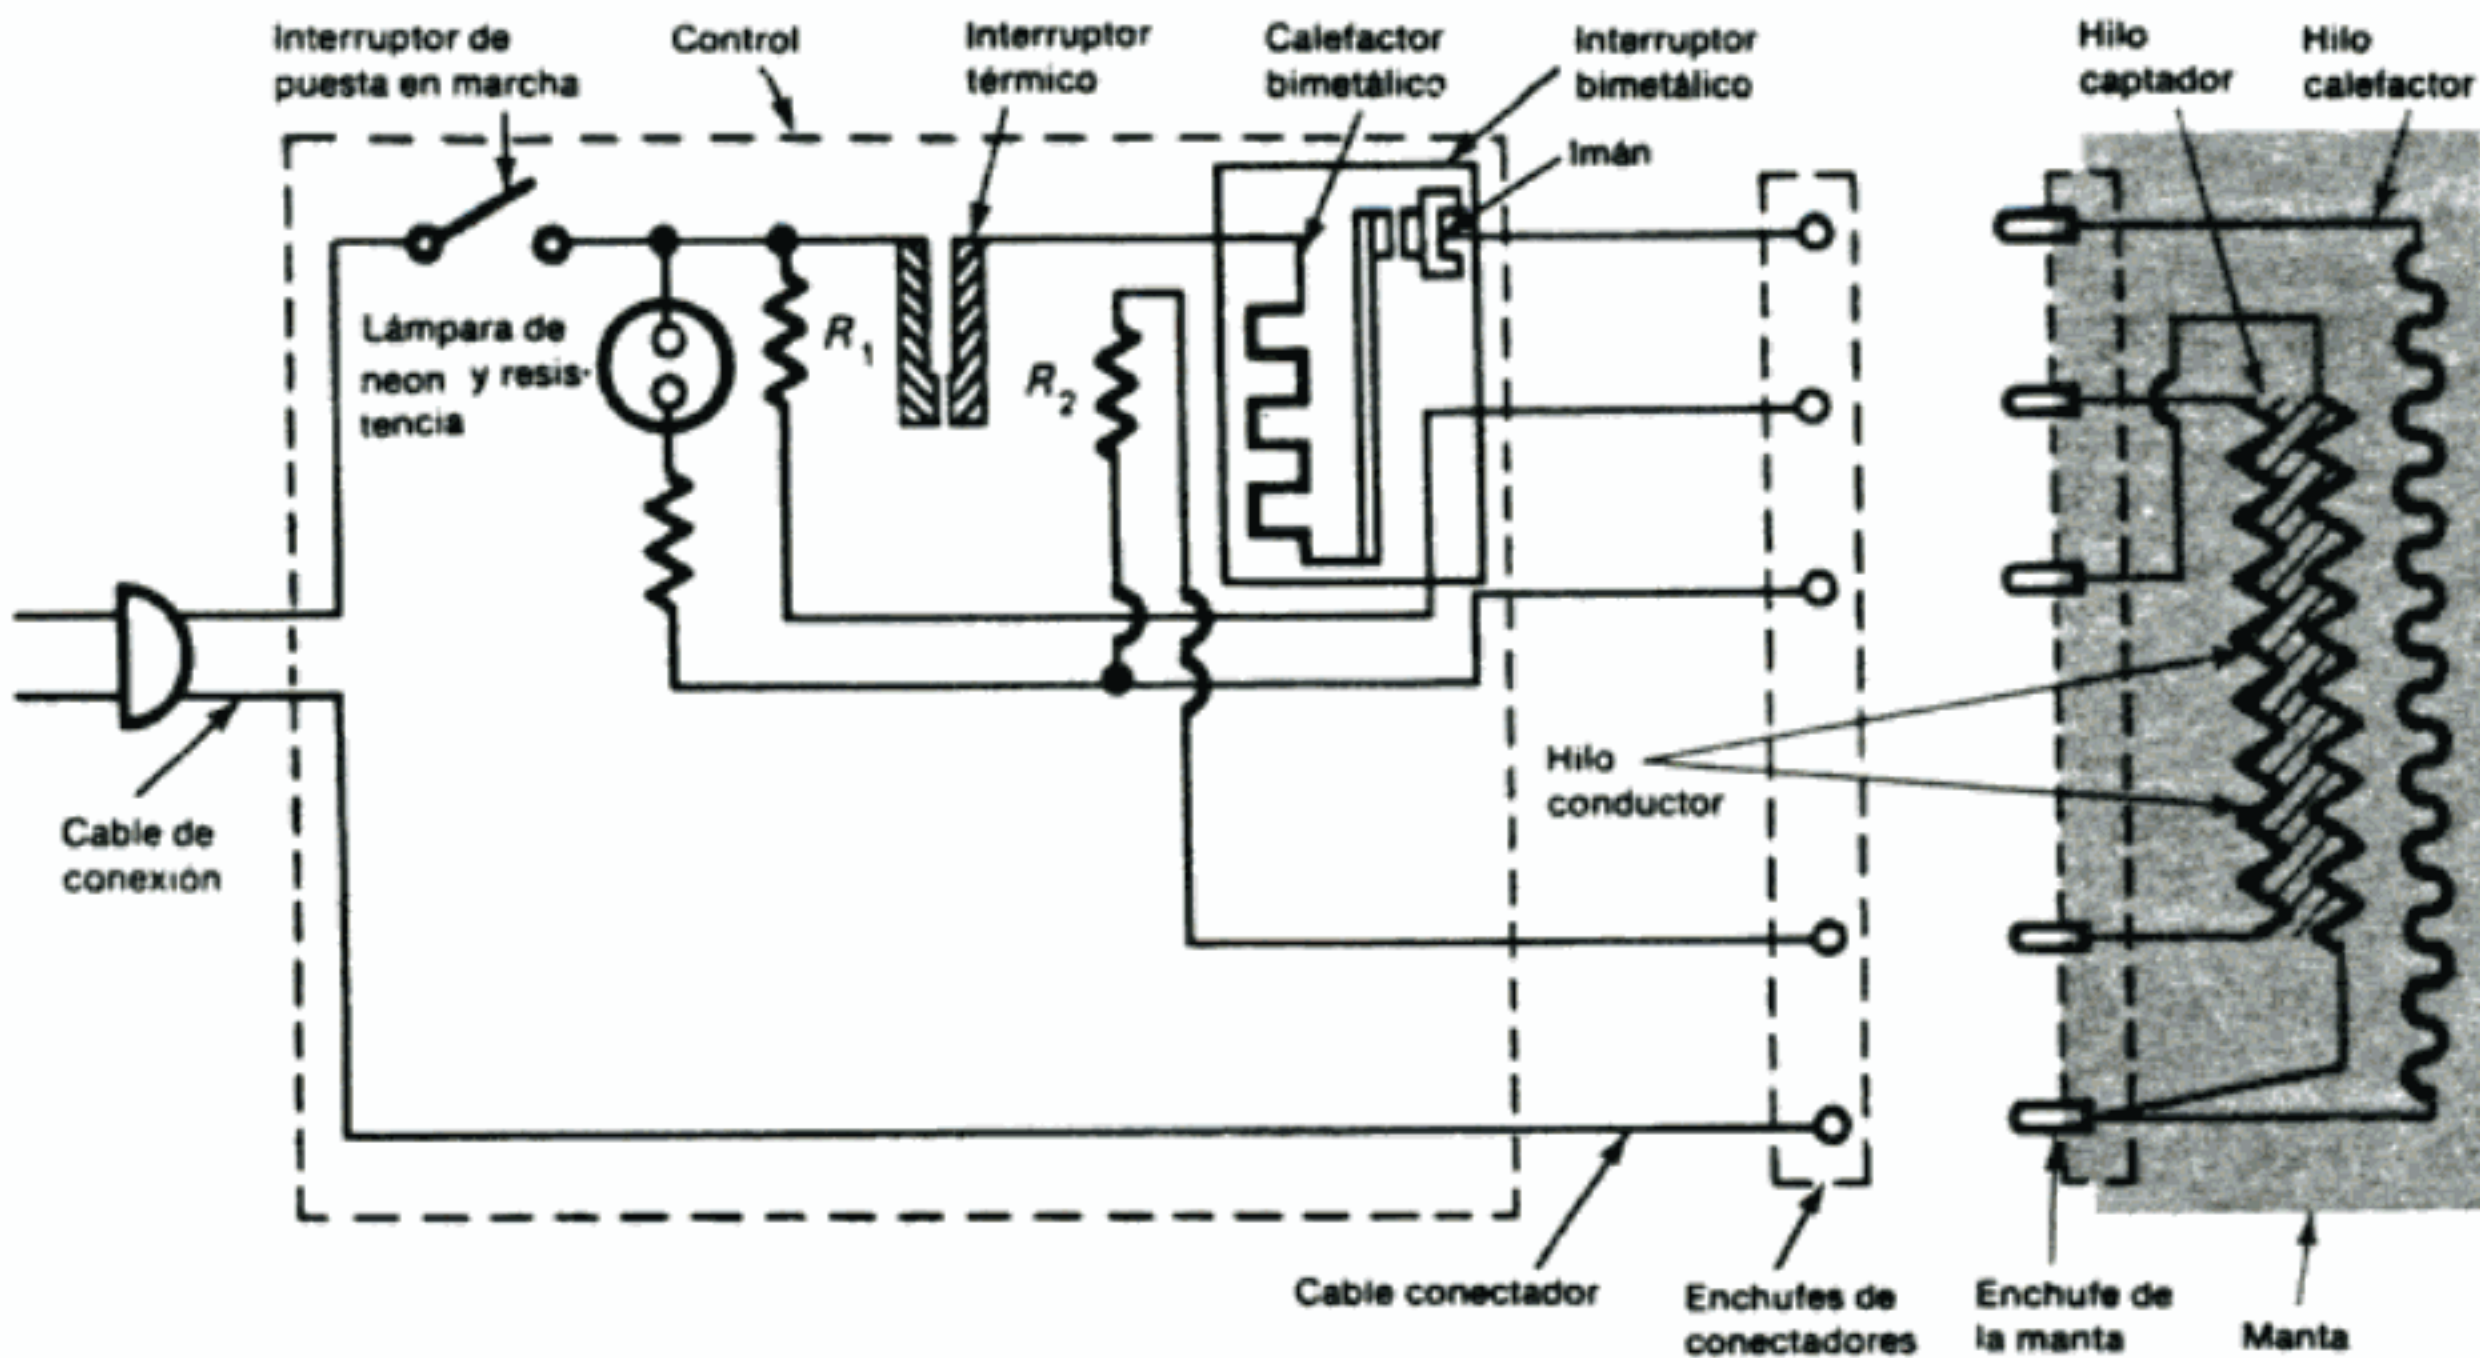 Interruptor de
puesta en marcha
Control
Interruptor
térmico
Calefactor
bimetálico
Interruptor
bimetálico
Imán
Hilo
captador
Hilo
calefactor
Lámpara de
neon y resis-
tencia
R1
R2
Hilo
conductor
Cable de
conexión
Cable conectador
Enchufes de
conectadores
Enchufe de
la manta
Manta